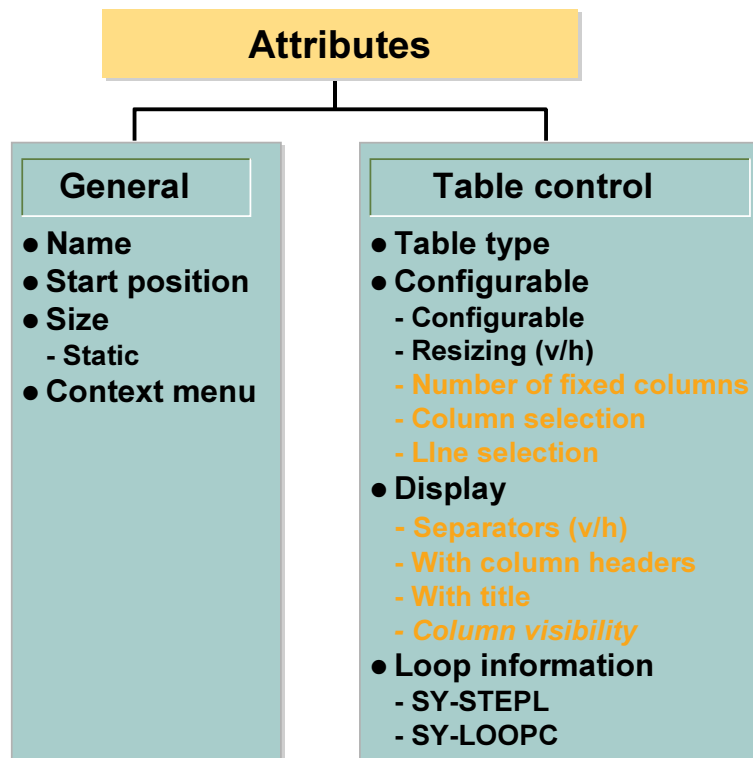 Attributes
General
● Name
● Start position
● Size
- Static
● Context menu
Table control
● Table type
● Configurable
- Configurable
- Resizing (v/h)
- Number of fixed columns
- Column selection
- LIne selection
● Display
- Separators (v/h)
- With column headers
- With title
- Column visibility
● Loop information
- SY-STEPL
- SY-LOOPC